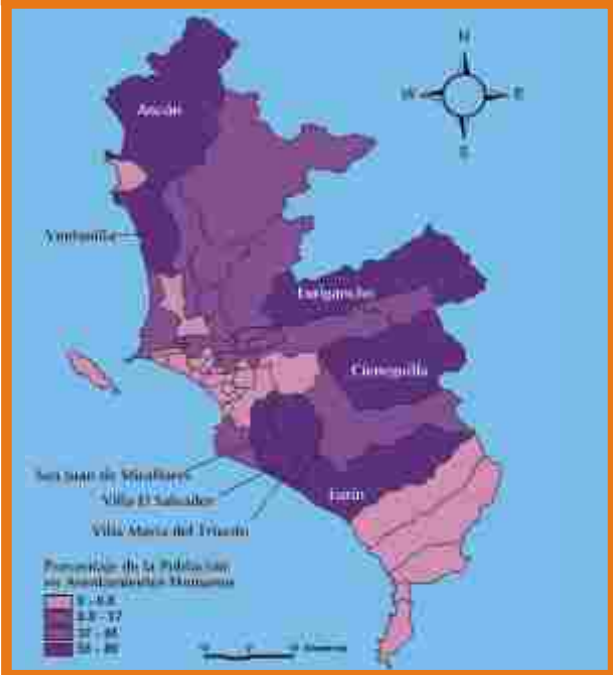 N
W E
S
Ancón
Ventanilla
Lurigancho
Cieneguilla
San Juan de Miraflores
Villa El Salvador
Lurín
Villa María del Triunfo
Porcentaje de la Población
en Asentamientos Humanos